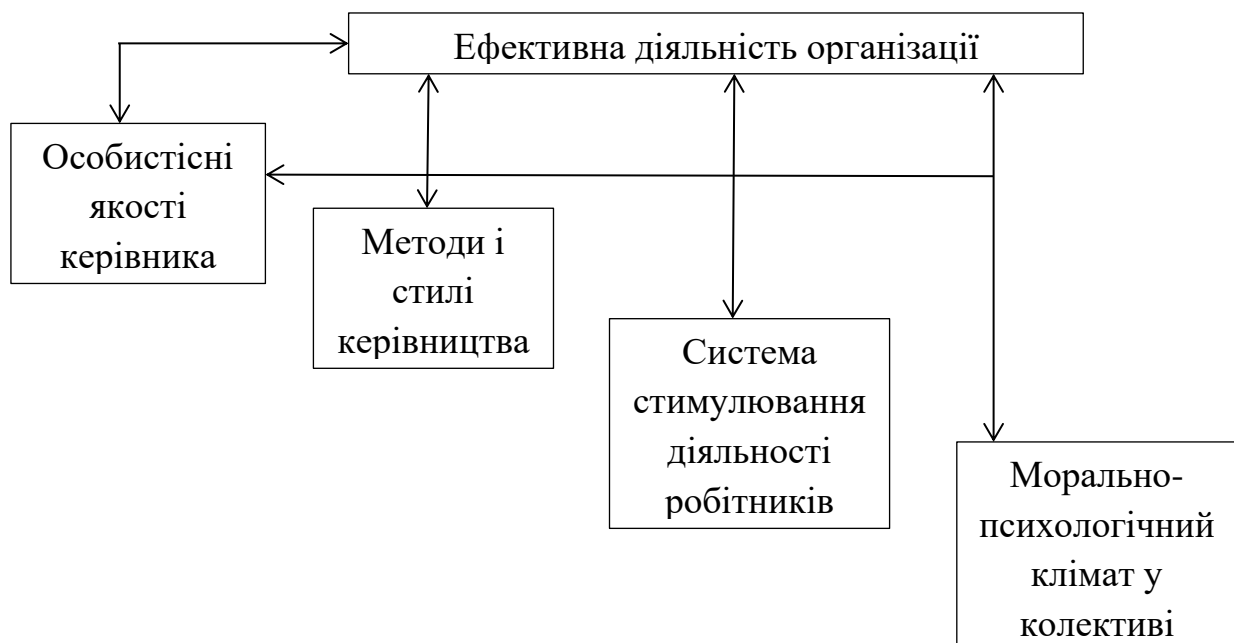 Ефективна діяльність організації
Особистісні
якості
керівника
Методи і
стилі
керівництва
Система
стимулювання
діяльності
робітників
Морально-
психологічний
клімат у
колективі